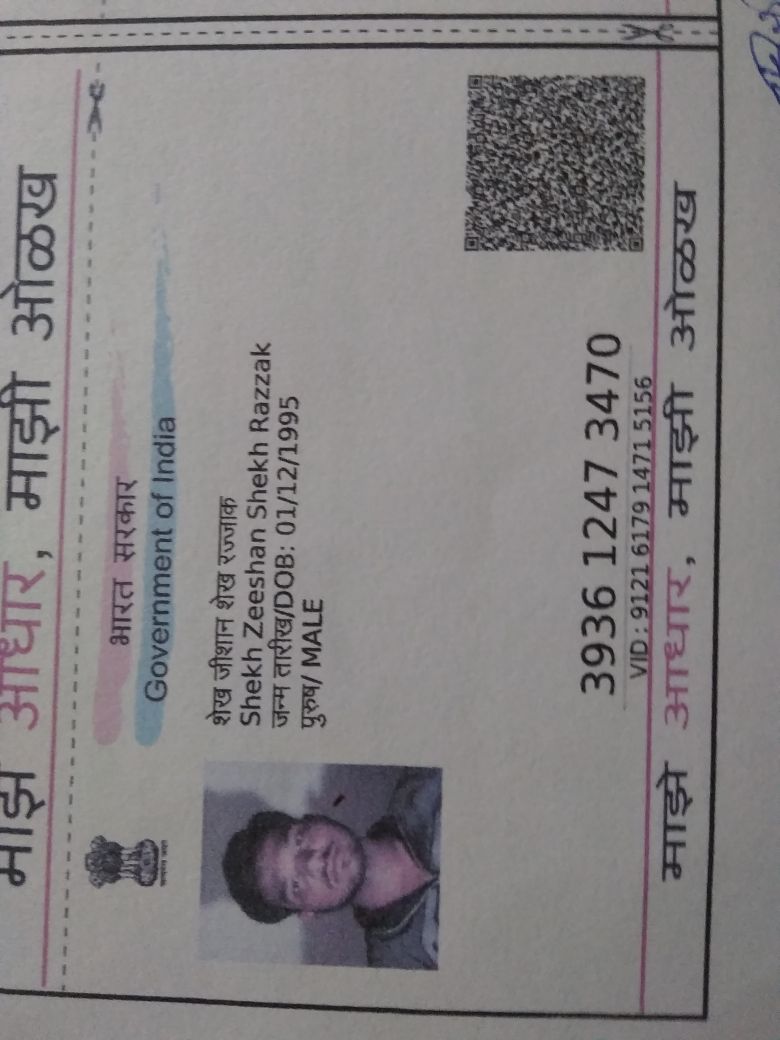 माझे आधार, माझी ओळख
भारत सरकार
Government of India
शेख जीशान शेख रज्जाक
Shekh Zeeshan Shekh Razzak
जन्म तारीख/DOB: 01/12/1995
पुरुष/ MALE
3936 1247 3470
VID : 9121 6179 1471 5156
माझे आधार, माझी ओळख